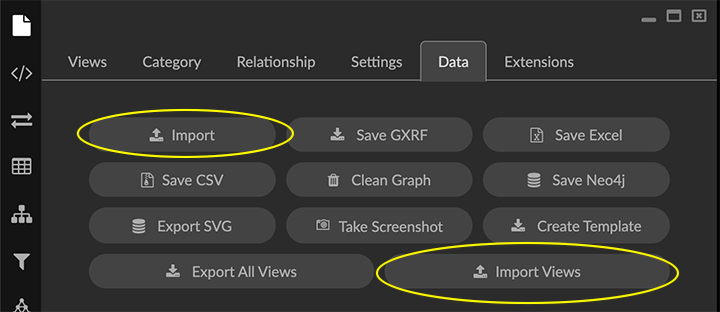 Views Category Relationship Settings Data Extensions
Import Save GXRF Save Excel
Save CSV Clean Graph Save Neo4j
Export SVG Take Screenshot Create Template
Export All Views Import Views